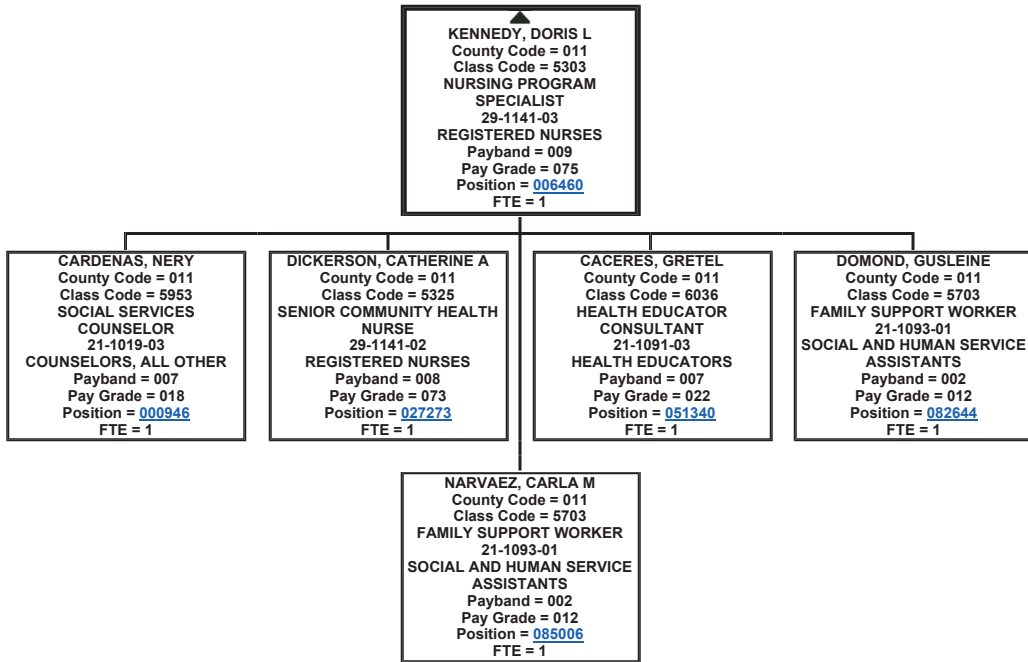 KENNEDY, DORIS L
County Code = 011
Class Code = 5303
NURSING PROGRAM
SPECIALIST
29-1141-03
REGISTERED NURSES
Payband = 009
Pay Grade = 075
Position = 006460
FTE = 1
CARDENAS, NERY
County Code = 011
Class Code = 5953
SOCIAL SERVICES
COUNSELOR
21-1019-03
COUNSELORS, ALL OTHER
Payband = 007
Pay Grade = 018
Position = 000946
FTE = 1
DICKERSON, CATHERINE A
County Code = 011
Class Code = 5325
SENIOR COMMUNITY HEALTH
NURSE
29-1141-02
REGISTERED NURSES
Payband = 008
Pay Grade = 073
Position = 027273
FTE = 1
CACERES, GRETEL
County Code = 011
Class Code = 6036
HEALTH EDUCATOR
CONSULTANT
21-1091-03
HEALTH EDUCATORS
Payband = 007
Pay Grade = 022
Position = 051340
FTE = 1
DOMOND, GUSLEINE
County Code = 011
Class Code = 5703
FAMILY SUPPORT WORKER
21-1093-01
SOCIAL AND HUMAN SERVICE
ASSISTANTS
Payband = 002
Pay Grade = 012
Position = 082644
FTE = 1
NARVAEZ, CARLA M
County Code = 011
Class Code = 5703
FAMILY SUPPORT WORKER
21-1093-01
SOCIAL AND HUMAN SERVICE
ASSISTANTS
Payband = 002
Pay Grade = 012
Position = 085006
FTE = 1